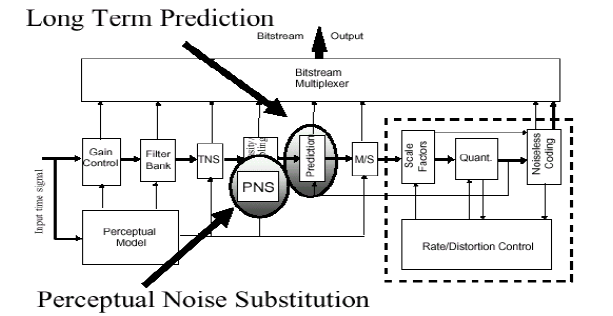 Long Term Prediction
Bitstream Output
Bitstream
Multiplexer
Gain
Control
Filter
Bank
TNS
Prediction
M/S
Scale
Factors
Quant.
Noiseless
Coding
PNS
Input time signal
Perceptual
Model
Rate/Distortion Control
Perceptual Noise Substitution